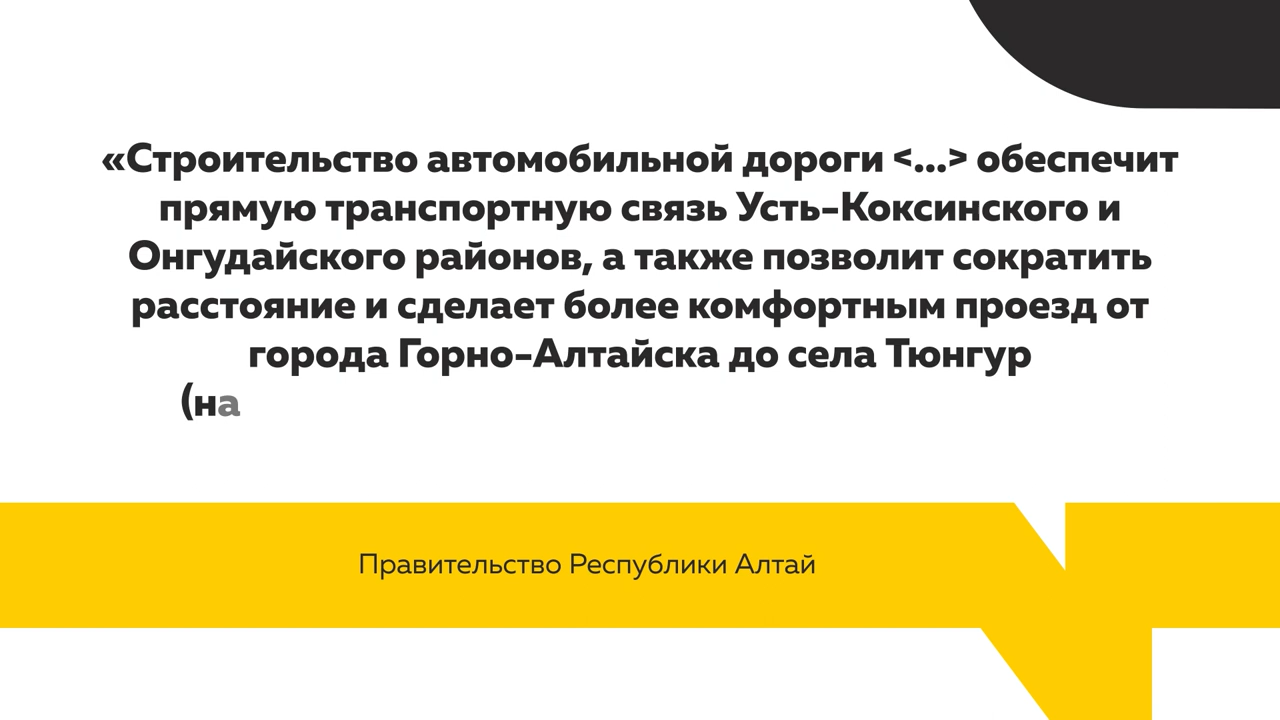 «Строительство автомобильной дороги <...> обеспечит
прямую транспортную связь Усть-Коксинского и
Онгудайского районов, а также позволит сократить
расстояние и сделает более комфортным проезд от
города Горно-Алтайска до села Тюнгур
(на
Правительство Республики Алтай